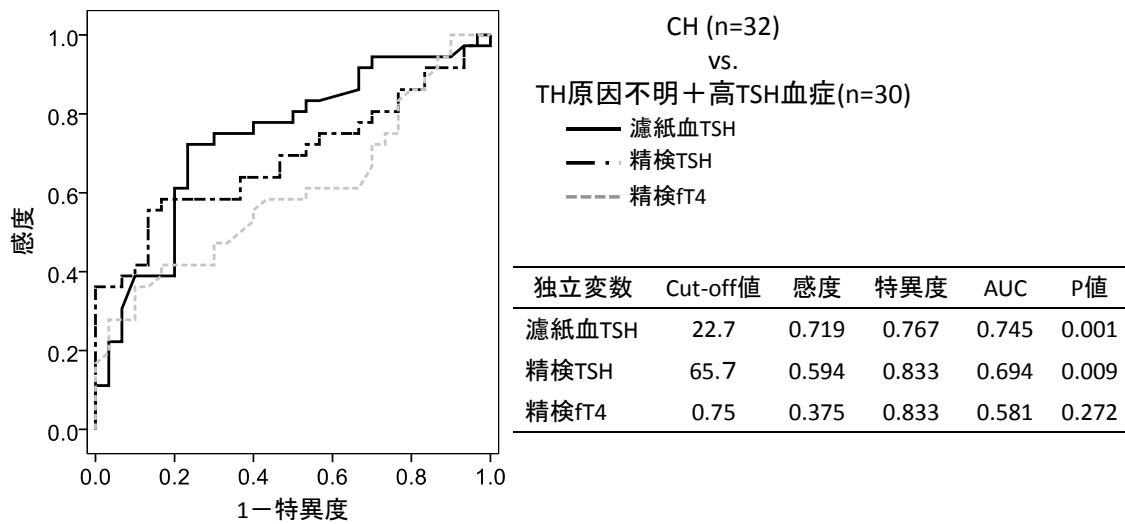 CH (n=32)
vs.
TH原因不明＋高TSH血症(n=30)
濾紙血TSH
精検TSH
精検fT4
感度
1.0
0.8
0.6
0.4
0.2
0.0
0.0 0.2 0.4 0.6 0.8 1.0
1－特異度
独立変数 Cut-off値 感度 特異度 AUC P値
濾紙血TSH 22.7 0.719 0.767 0.745 0.001
精検TSH 65.7 0.594 0.833 0.694 0.009
精検fT4 0.75 0.375 0.833 0.581 0.272